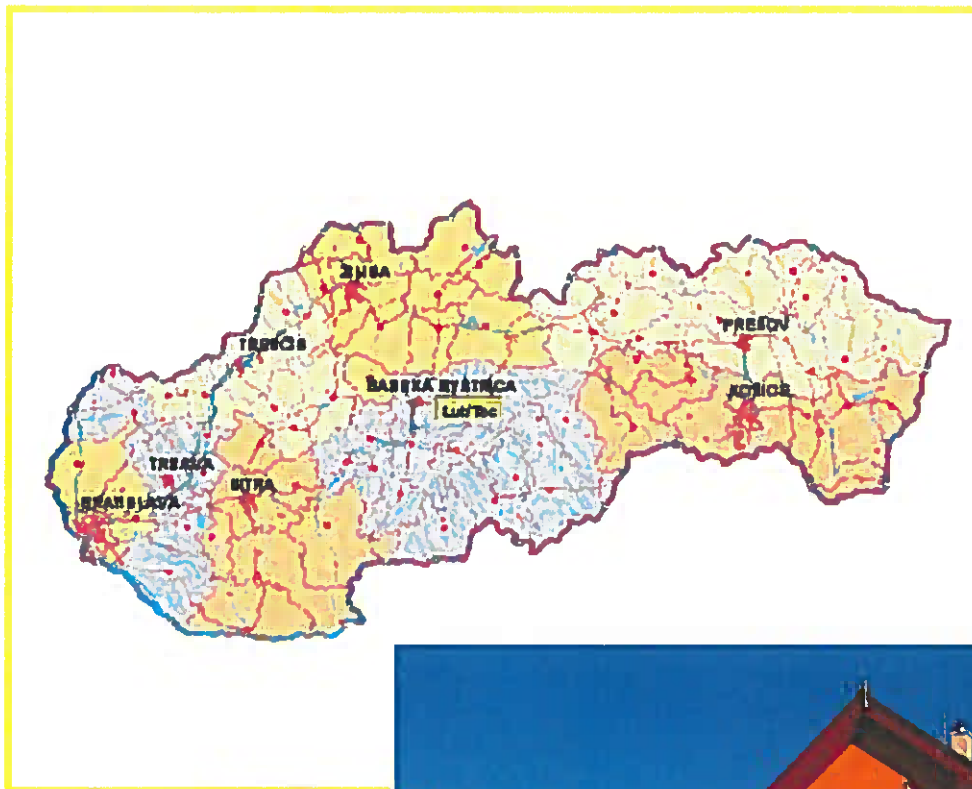 ŽILINA
PREŠOV
TRENČÍN
BANSKÁ BYSTRICA
KOŠICE
TRNAVA
NITRA
BRATISLAVA